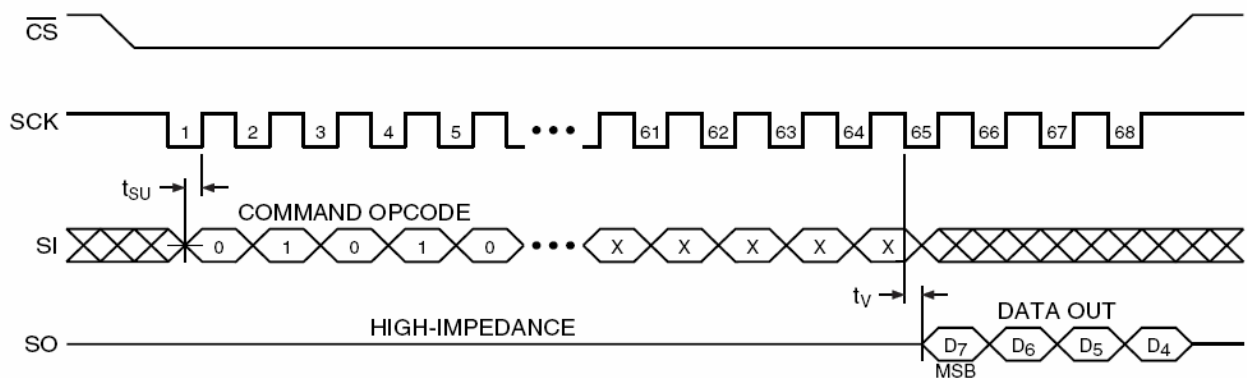 CS
SCK 1 2 3 4 5 ••• 61 62 63 64 65 66 67 68
tSU
COMMAND OPCODE
SI 0 1 0 1 0 ••• X X X X X
tV
HIGH-IMPEDANCE
DATA OUT
SO D7 D6 D5 D4
MSB